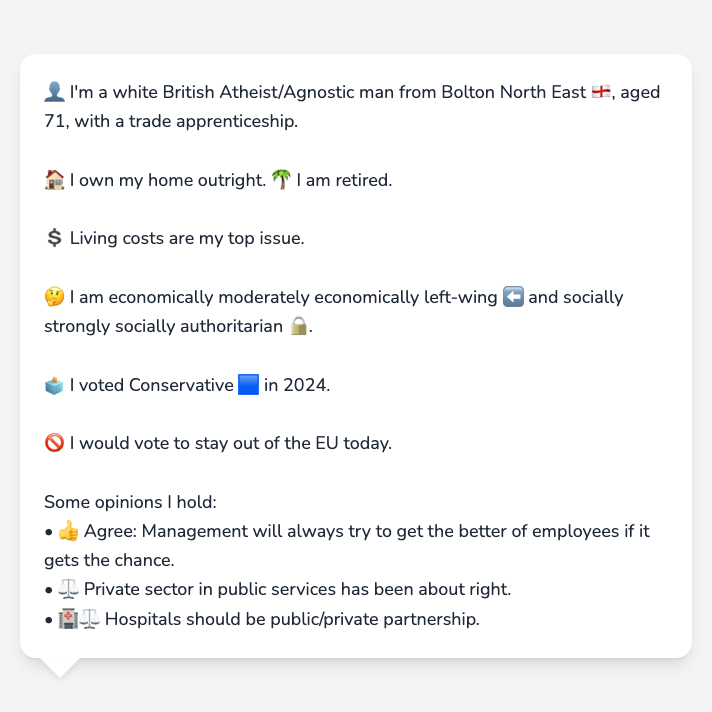 👤 I'm a white British Atheist/Agnostic man from Bolton North East 🏴󠁧󠁢󠁥󠁮󠁧󠁿, aged
71, with a trade apprenticeship.
🏠 I own my home outright. 🌴 I am retired.
💲 Living costs are my top issue.
🤔 I am economically moderately economically left-wing ⬅️ and socially
strongly socially authoritarian 🔒.
🗳️ I voted Conservative 🟦 in 2024.
🚫 I would vote to stay out of the EU today.
Some opinions I hold:
• 👍 Agree: Management will always try to get the better of employees if it
gets the chance.
• ⚖️ Private sector in public services has been about right.
• 🏥⚖️ Hospitals should be public/private partnership.